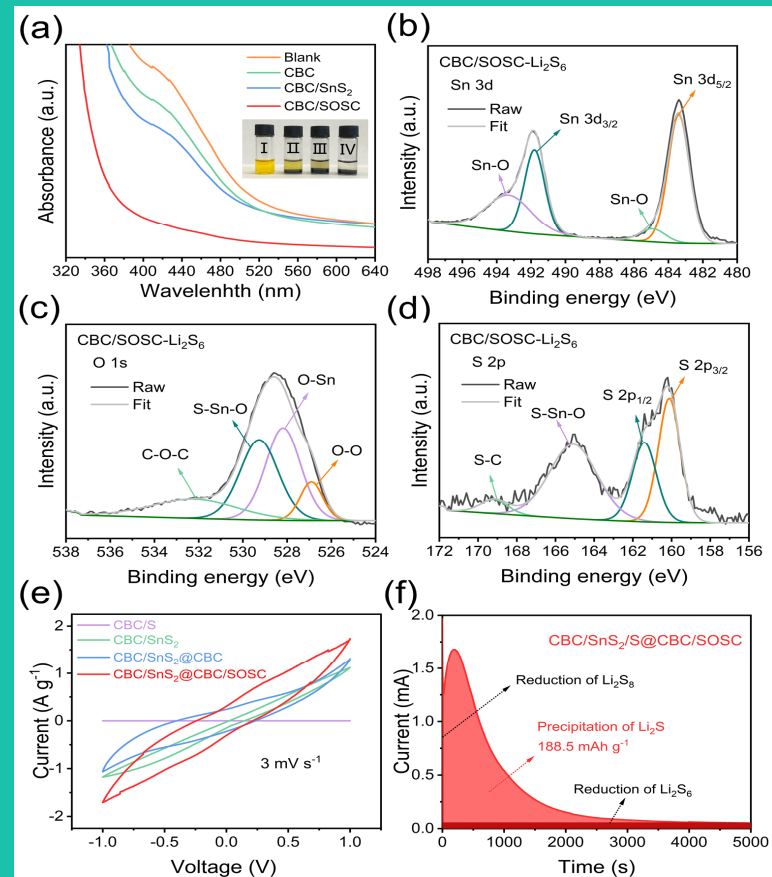 (a)
Blank
CBC
CBC/SnS₂
CBC/SOSC
I II III IV
Absorbance (a.u.)
320 360 400 440 480 520 560 600 640
Wavelenhth (nm)
(b)
CBC/SOSC-Li₂S₆
Sn 3d
Raw
Fit
Sn 3d₅/₂
Sn 3d₃/₂
Sn-O
Sn-O
Intensity (a.u.)
498 496 494 492 490 488 486 484 482 480
Binding energy (eV)
(c)
CBC/SOSC-Li₂S₆
O 1s
Raw
Fit
O-Sn
S-Sn-O
O-O
C-O-C
Intensity (a.u.)
538 536 534 532 530 528 526 524
Binding energy (eV)
(d)
CBC/SOSC-Li₂S₆
S 2p
Raw
Fit
S 2p₃/₂
S 2p₁/₂
S-Sn-O
S-C
Intensity (a.u.)
172 170 168 166 164 162 160 158 156
Binding energy (eV)
(e)
CBC/S
CBC/SnS₂
CBC/SnS₂@CBC
CBC/SnS₂@CBC/SOSC
3 mV s⁻¹
Current (A g⁻¹)
2
1
0
-1
-2
-1.0 -0.5 0.0 0.5 1.0
Voltage (V)
(f)
CBC/SnS₂/S@CBC/SOSC
Reduction of Li₂S₈
Precipitation of Li₂S
188.5 mAh g⁻¹
Reduction of Li₂S₆
Current (mA)
2.0
1.5
1.0
0.5
0.0
0 1000 2000 3000 4000 5000
Time (s)